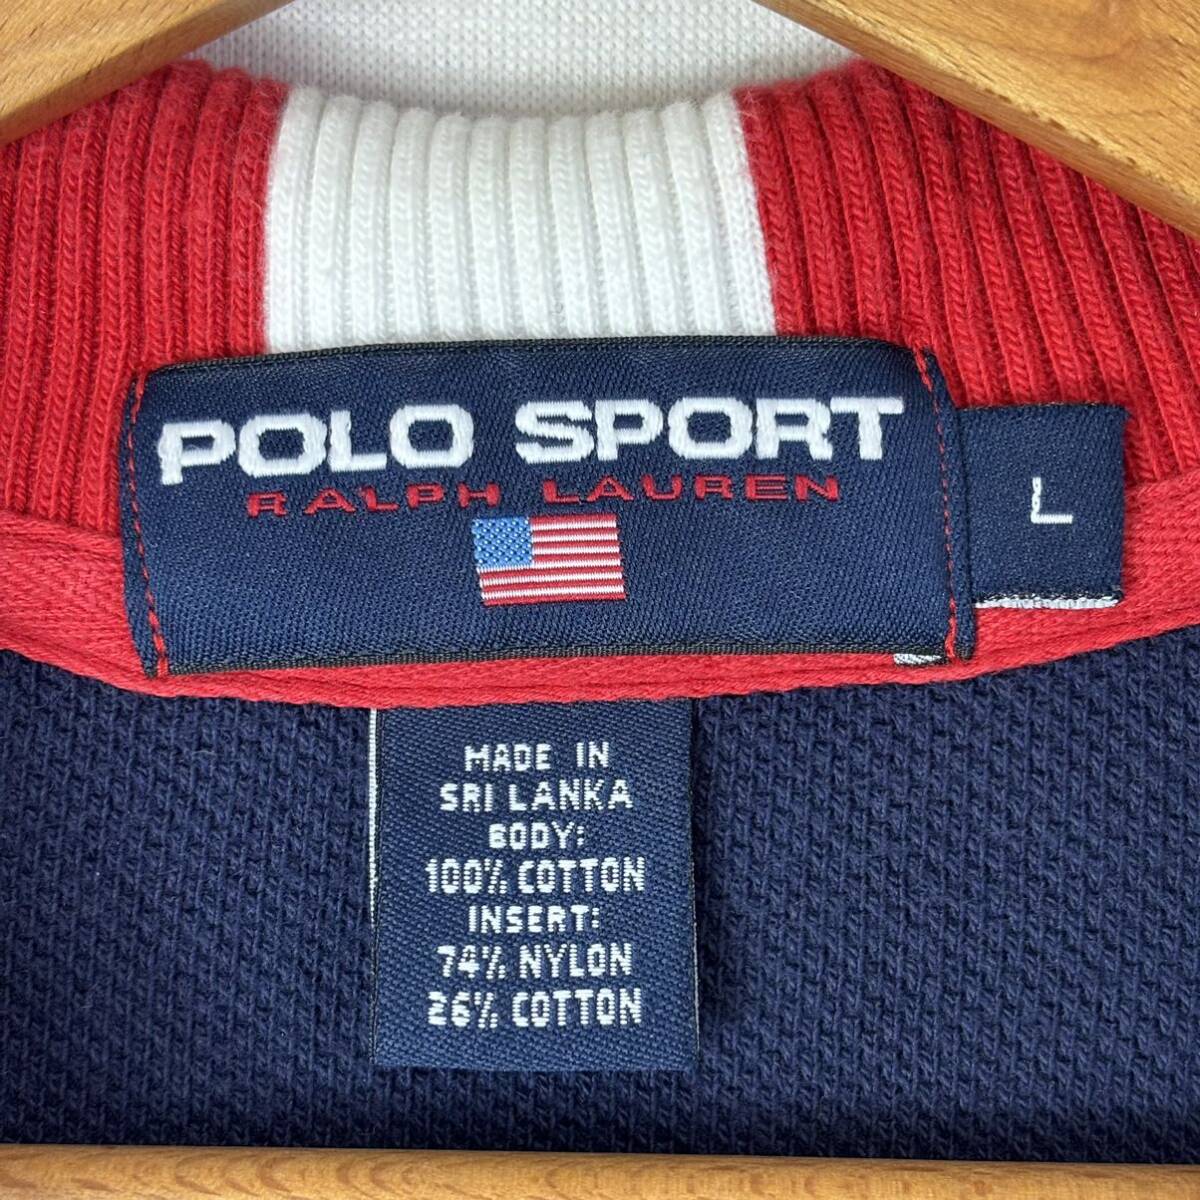 POLO SPORT
RALPH LAUREN
L
MADE IN
SRI LANKA
BODY:
100% COTTON
INSERT:
74% NYLON
26% COTTON